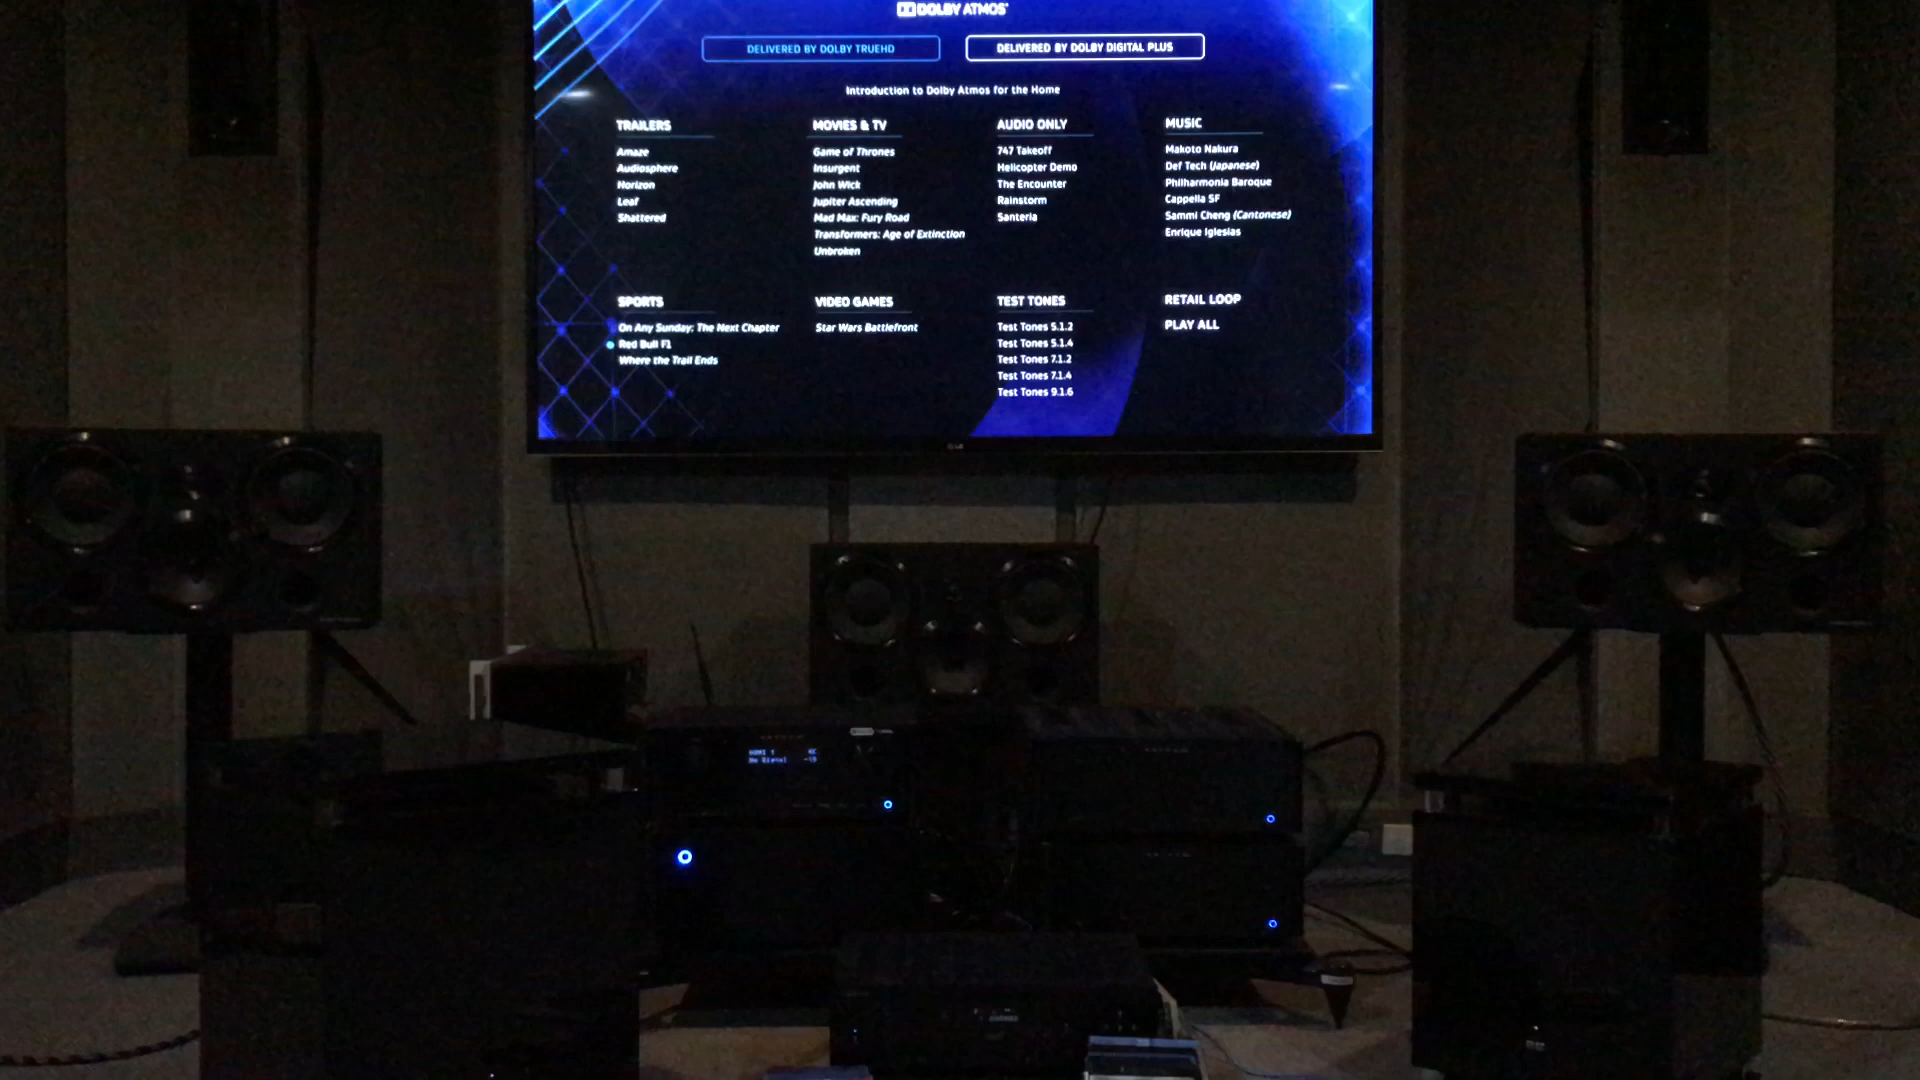 DOLBY ATMOS
DELIVERED BY DOLBY TRUEHD
DELIVERED BY DOLBY DIGITAL PLUS
Introduction to Dolby Atmos for the Home
TRAILERS
Amaze
Audiosphere
Horizon
Leaf
Shattered
MOVIES & TV
Game of Thrones
Insurgent
John Wick
Jupiter Ascending
Mad Max: Fury Road
Transformers: Age of Extinction
Unbroken
AUDIO ONLY
747 Takeoff
Helicopter Demo
The Encounter
Rainstorm
Santeria
MUSIC
Makoto Nakura
Def Tech (Japanese)
Philharmonia Baroque
Cappella SF
Sammi Cheng (Cantonese)
Enrique Iglesias
SPORTS
On Any Sunday: The Next Chapter
Red Bull F1
Where the Trail Ends
VIDEO GAMES
Star Wars Battlefront
TEST TONES
Test Tones 5.1.2
Test Tones 5.1.4
Test Tones 7.1.2
Test Tones 7.1.4
Test Tones 9.1.6
RETAIL LOOP
PLAY ALL
LG
HDMI 1
No Signal